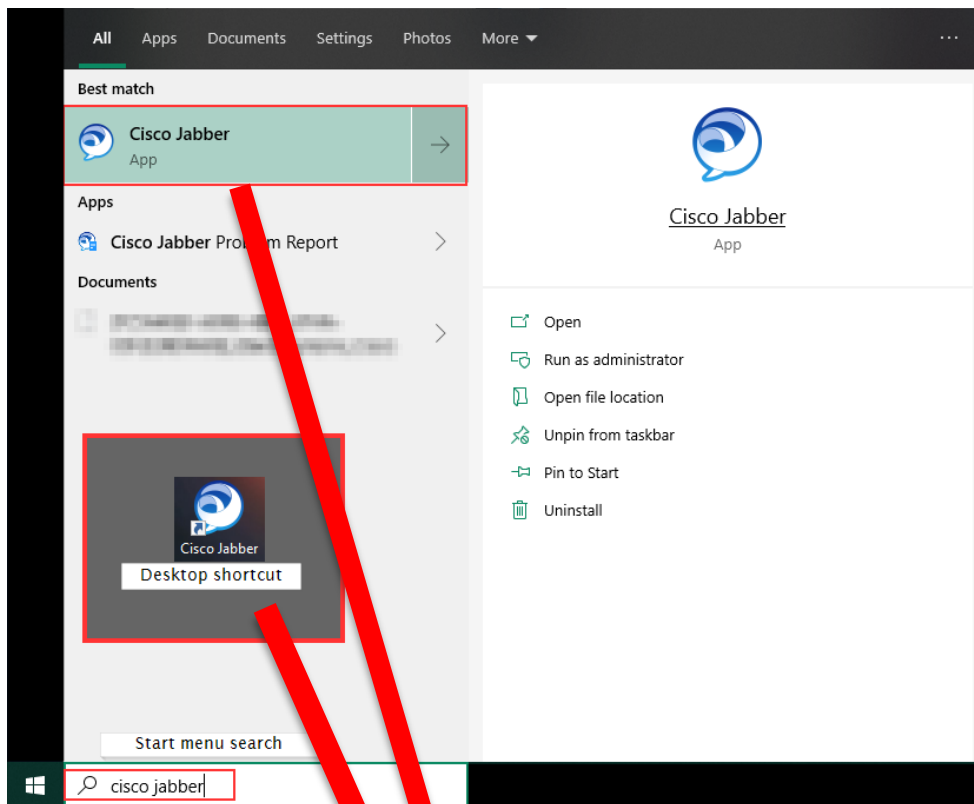 All Apps Documents Settings Photos More
Best match
Cisco Jabber
App
Apps
Cisco Jabber Problem Report
Documents
Cisco Jabber
Desktop shortcut
Start menu search
cisco jabber
Cisco Jabber
App
Open
Run as administrator
Open file location
Unpin from taskbar
Pin to Start
Uninstall